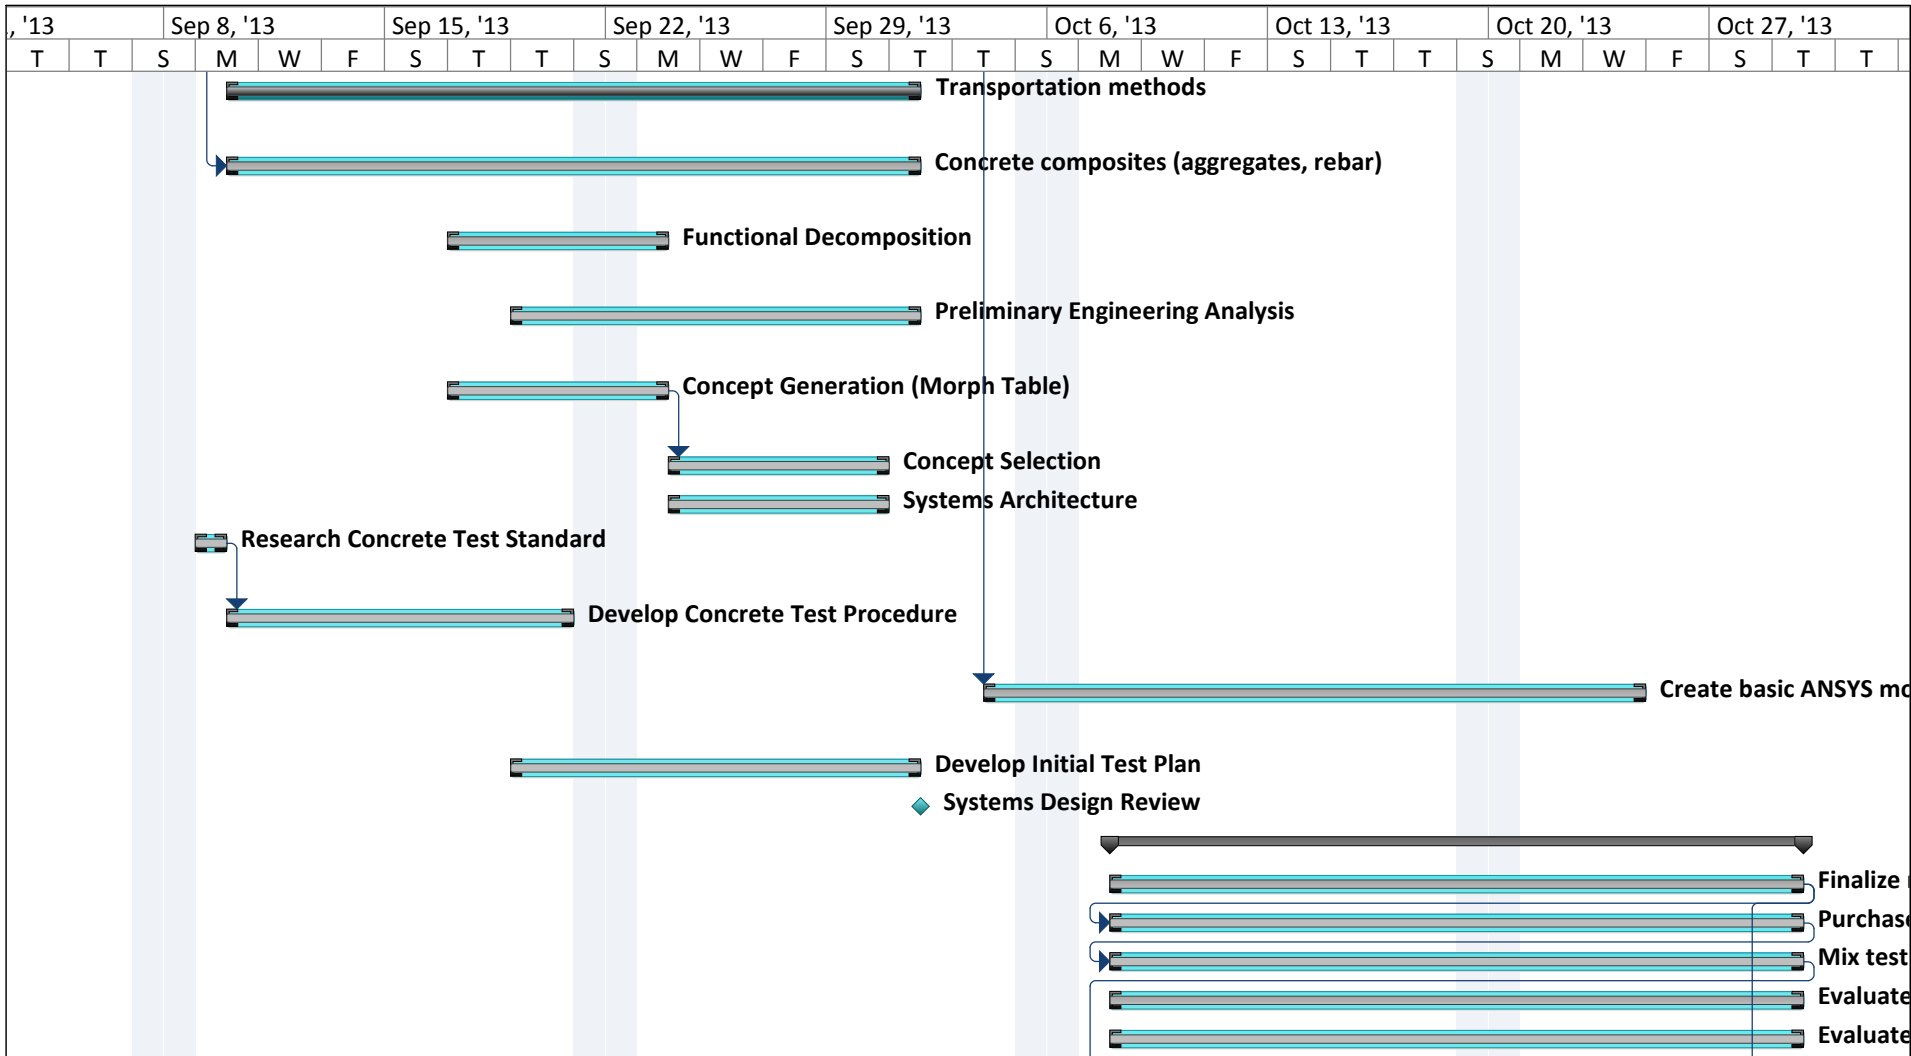 , '13 Sep 8, '13 Sep 15, '13 Sep 22, '13 Sep 29, '13 Oct 6, '13 Oct 13, '13 Oct 20, '13 Oct 27, '13
T T S M W F S T T S M W F S T T S M W F S T T S M W F S T T
Transportation methods
Concrete composites (aggregates, rebar)
Functional Decomposition
Preliminary Engineering Analysis
Concept Generation (Morph Table)
Concept Selection
Systems Architecture
Research Concrete Test Standard
Develop Concrete Test Procedure
Create basic ANSYS mo
Develop Initial Test Plan
Systems Design Review
Finalize
Purchase
Mix test
Evaluate
Evaluate